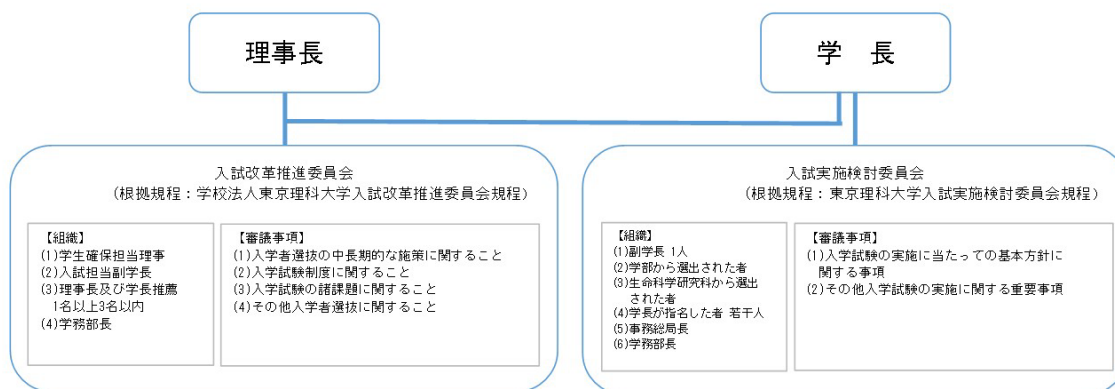 理事長
学　長
入試改革推進委員会
(根拠規程：学校法人東京理科大学入試改革推進委員会規程)
【組織】
(1)学生確保担当理事
(2)入試担当副学長
(3)理事長及び学長推薦
1名以上3名以内
(4)学務部長
【審議事項】
(1)入学者選抜の中長期的な施策に関すること
(2)入学試験制度に関すること
(3)入学試験の諸課題に関すること
(4)その他入学者選抜に関すること
入試実施検討委員会
(根拠規程：東京理科大学入試実施検討委員会規程)
【組織】
(1)副学長 1人
(2)学部から選出された者
(3)生命科学研究科から選出
された者
(4)学長が指名した者 若干人
(5)事務総局長
(6)学務部長
【審議事項】
(1)入学試験の実施に当たっての基本方針に
関する事項
(2)その他入学試験の実施に関する重要事項